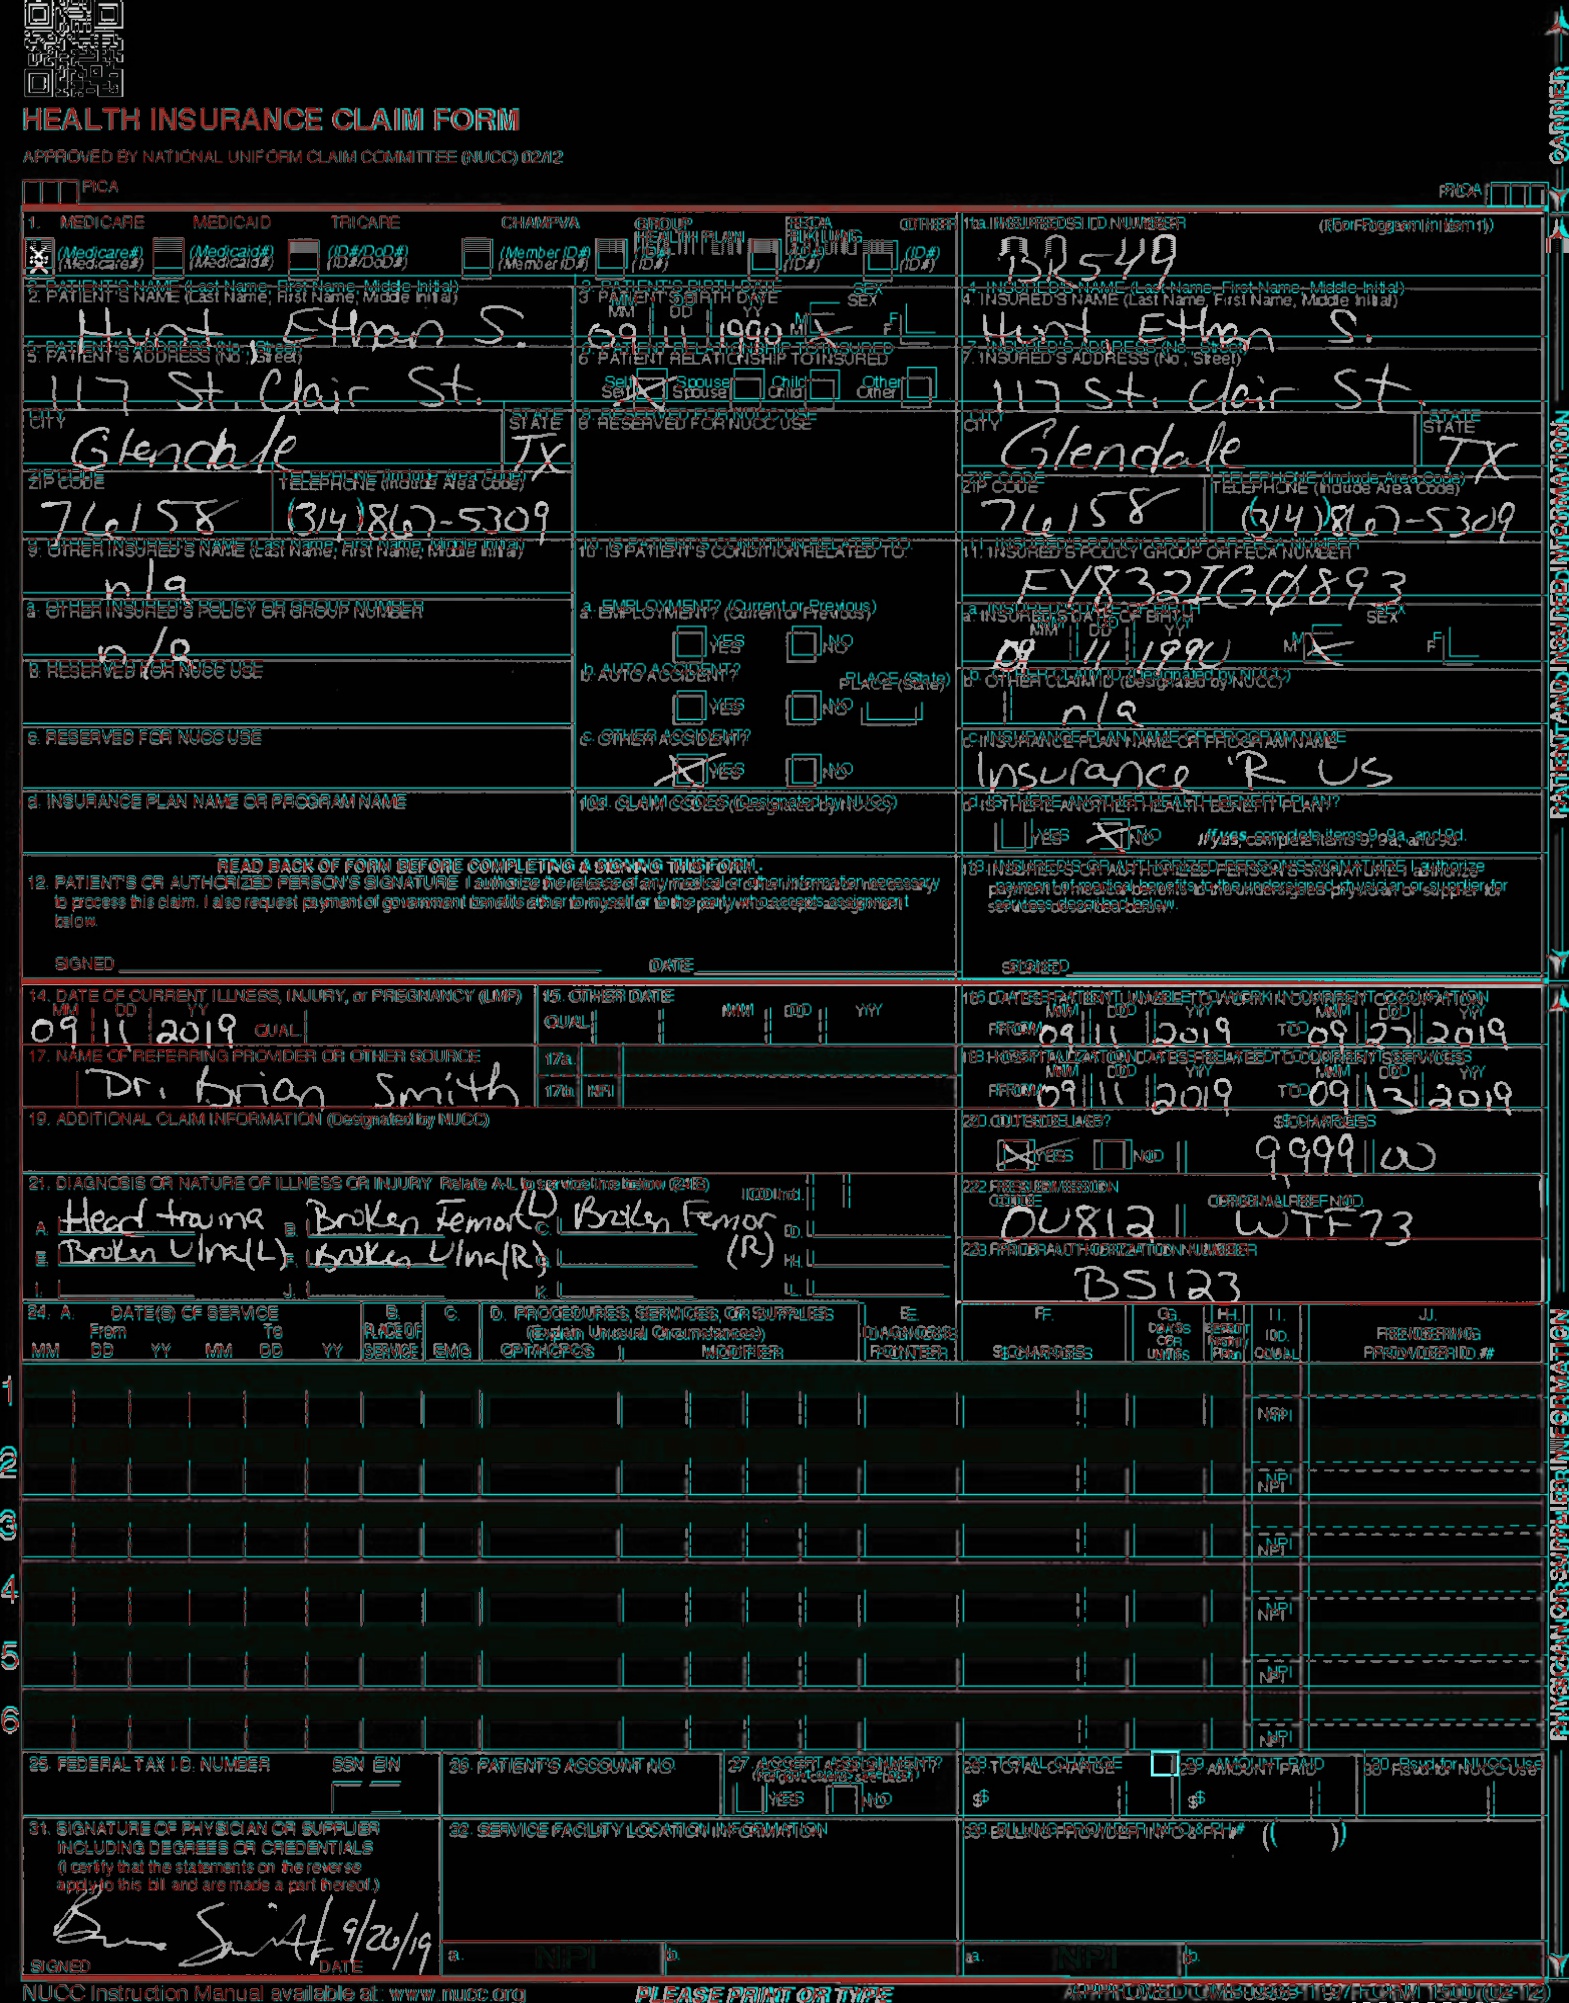 HEALTH INSURANCE CLAIM FORM
APPROVED BY NATIONAL UNIFORM CLAIM COMMITTEE (NUCC) 02/12
PICA PICA
CARRIER
1. MEDICARE MEDICAID TRICARE CHAMPVA GROUP HEALTH PLAN FECA BLK LUNG OTHER
(Medicare#) (Medicaid#) (ID#/DoD#) (Member ID#) (ID#) (ID#) (ID#)
1a. INSURED'S I.D. NUMBER (For Program in Item 1)
BR549
2. PATIENT'S NAME (Last Name, First Name, Middle Initial)
Hunt, Ethan S.
3. PATIENT'S BIRTH DATE SEX
MM DD YY
09 11 1990 M X F
4. INSURED'S NAME (Last Name, First Name, Middle Initial)
Hunt Ethan S.
5. PATIENT'S ADDRESS (No., Street)
117 St. Clair St.
6. PATIENT RELATIONSHIP TO INSURED
Self X Spouse Child Other
7. INSURED'S ADDRESS (No., Street)
117 St. Clair St.
CITY STATE
Glendale TX
8. RESERVED FOR NUCC USE
CITY STATE
Glendale TX
ZIP CODE TELEPHONE (Include Area Code)
76158 (314)867-5309
ZIP CODE TELEPHONE (Include Area Code)
76158 (314)867-5309
9. OTHER INSURED'S NAME (Last Name, First Name, Middle Initial)
n/a
10. IS PATIENT'S CONDITION RELATED TO:
11. INSURED'S POLICY GROUP OR FECA NUMBER
FY832IGØ893
a. OTHER INSURED'S POLICY OR GROUP NUMBER
n/a
a. EMPLOYMENT? (Current or Previous)
YES NO
a. INSURED'S DATE OF BIRTH SEX
MM DD YY
09 11 1990 M X F
b. RESERVED FOR NUCC USE
b. AUTO ACCIDENT? PLACE (State)
YES NO
b. OTHER CLAIM ID (Designated by NUCC)
n/a
c. RESERVED FOR NUCC USE
c. OTHER ACCIDENT?
X YES NO
c. INSURANCE PLAN NAME OR PROGRAM NAME
Insurance 'R US
d. INSURANCE PLAN NAME OR PROGRAM NAME
10d. CLAIM CODES (Designated by NUCC)
d. IS THERE ANOTHER HEALTH BENEFIT PLAN?
YES X NO If yes, complete items 9, 9a, and 9d.
PATIENT AND INSURED INFORMATION
READ BACK OF FORM BEFORE COMPLETING & SIGNING THIS FORM.
12. PATIENT'S OR AUTHORIZED PERSON'S SIGNATURE I authorize the release of any medical or other information necessary
to process this claim. I also request payment of government benefits either to myself or to the party who accepts assignment
below.
SIGNED DATE
13. INSURED'S OR AUTHORIZED PERSON'S SIGNATURE I authorize
payment of medical benefits to the undersigned physician or supplier for
services described below.
SIGNED
14. DATE OF CURRENT ILLNESS, INJURY, or PREGNANCY (LMP)
MM DD YY
09 11 2019 QUAL.
15. OTHER DATE
QUAL. MM DD YY
16. DATES PATIENT UNABLE TO WORK IN CURRENT OCCUPATION
MM DD YY MM DD YY
FROM 09 11 2019 TO 09 27 2019
17. NAME OF REFERRING PROVIDER OR OTHER SOURCE
Dr. Brian Smith
17a.
17b. NPI
18. HOSPITALIZATION DATES RELATED TO CURRENT SERVICES
MM DD YY MM DD YY
FROM 09 11 2019 TO 09 13 2019
19. ADDITIONAL CLAIM INFORMATION (Designated by NUCC)
20. OUTSIDE LAB? $ CHARGES
X YES NO 9999 00
21. DIAGNOSIS OR NATURE OF ILLNESS OR INJURY Relate A-L to service line below (24E) ICD Ind.
A. Head trauma B. Broken Femor(L) C. Broken Femor (R) D.
E. Broken Ulna(L) F. Broken Ulna(R) G. H.
I. J. K. L.
22. RESUBMISSION
CODE ORIGINAL REF. NO.
OU812 WTF73
23. PRIOR AUTHORIZATION NUMBER
BS123
24. A. DATE(S) OF SERVICE B. C. D. PROCEDURES, SERVICES, OR SUPPLIES E. F. G. H. I. J.
From To PLACE OF (Explain Unusual Circumstances) DIAGNOSIS DAYS OR UNITS EPSDT Family Plan ID. RENDERING
MM DD YY MM DD YY SERVICE EMG CPT/HCPCS MODIFIER POINTER $ CHARGES QUAL. PROVIDER ID. #
1 NPI
2 NPI
3 NPI
4 NPI
5 NPI
6 NPI
PHYSICIAN OR SUPPLIER INFORMATION
25. FEDERAL TAX I.D. NUMBER SSN EIN
26. PATIENT'S ACCOUNT NO.
27. ACCEPT ASSIGNMENT?
(For govt. claims, see back)
YES NO
28. TOTAL CHARGE
$
29. AMOUNT PAID
$
30. Rsvd for NUCC Use
31. SIGNATURE OF PHYSICIAN OR SUPPLIER
INCLUDING DEGREES OR CREDENTIALS
(I certify that the statements on the reverse
apply to this bill and are made a part thereof.)
Brian Smith 9/26/19
SIGNED DATE
32. SERVICE FACILITY LOCATION INFORMATION
a. NPI b.
33. BILLING PROVIDER INFO & PH # ( )
a. NPI b.
NUCC Instruction Manual available at: www.nucc.org
PLEASE PRINT OR TYPE
APPROVED OMB-0938-1197 FORM 1500 (02-12)